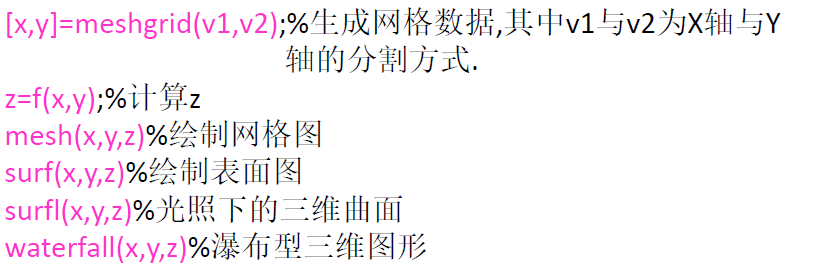 [x,y]=meshgrid(v1,v2);%生成网格数据,其中v1与v2为X轴与Y
轴的分割方式.
z=f(x,y);%计算z
mesh(x,y,z)%绘制网格图
surf(x,y,z)%绘制表面图
surfl(x,y,z)%光照下的三维曲面
waterfall(x,y,z)%瀑布型三维图形